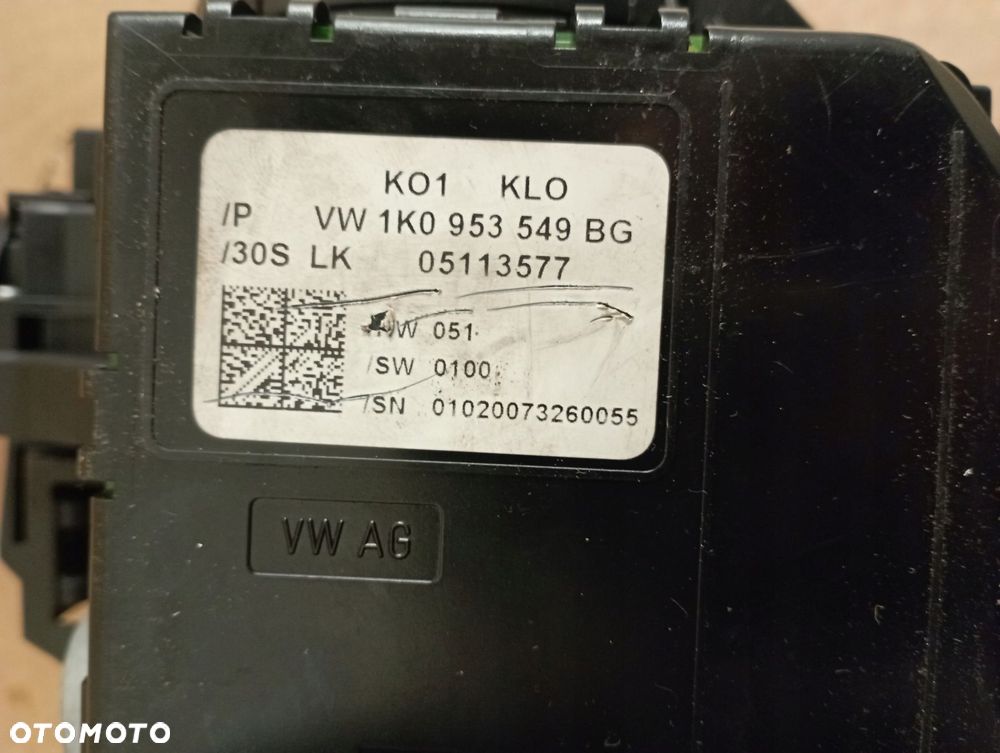 KO1 KLO
/P VW 1K0 953 549 BG
/30S LK 05113577
051
/SW 0100
/SN 01020073260055
VW AG
OTOMOTO